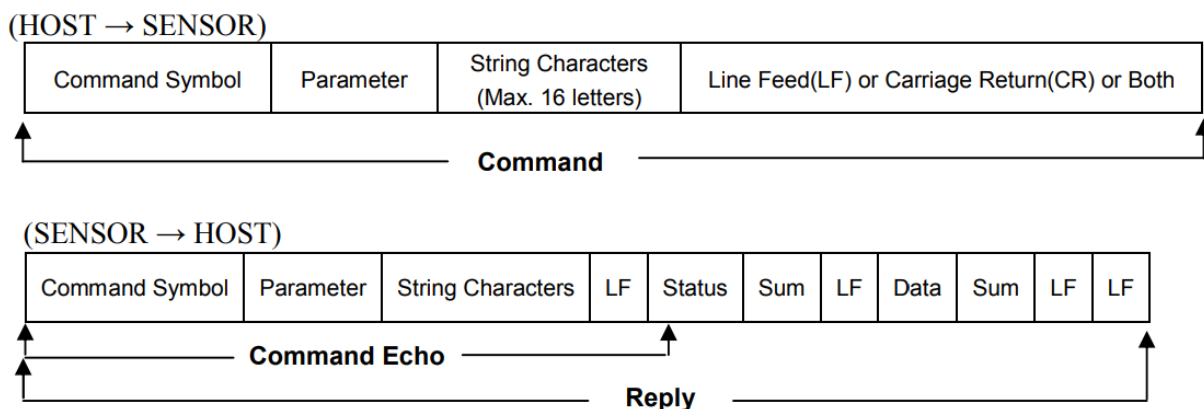 (HOST → SENSOR)
Command Symbol Parameter String Characters (Max. 16 letters) Line Feed(LF) or Carriage Return(CR) or Both
Command
(SENSOR → HOST)
Command Symbol Parameter String Characters LF Status Sum LF Data Sum LF LF
Command Echo
Reply